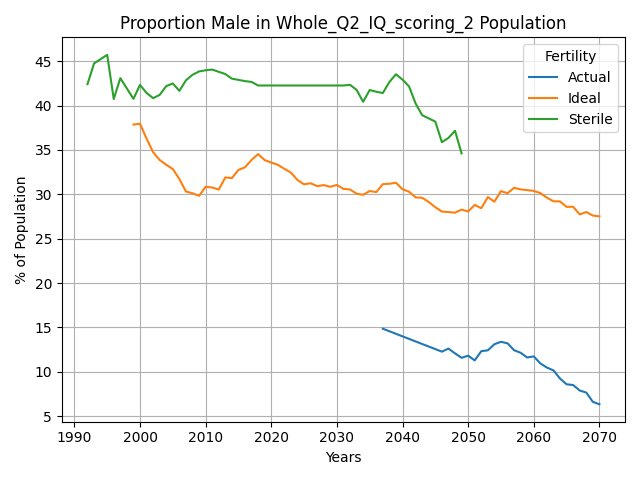 Proportion Male in Whole_Q2_IQ_scoring_2 Population
Fertility
Actual
Ideal
Sterile
% of Population
45
40
35
30
25
20
15
10
5
1990 2000 2010 2020 2030 2040 2050 2060 2070
Years